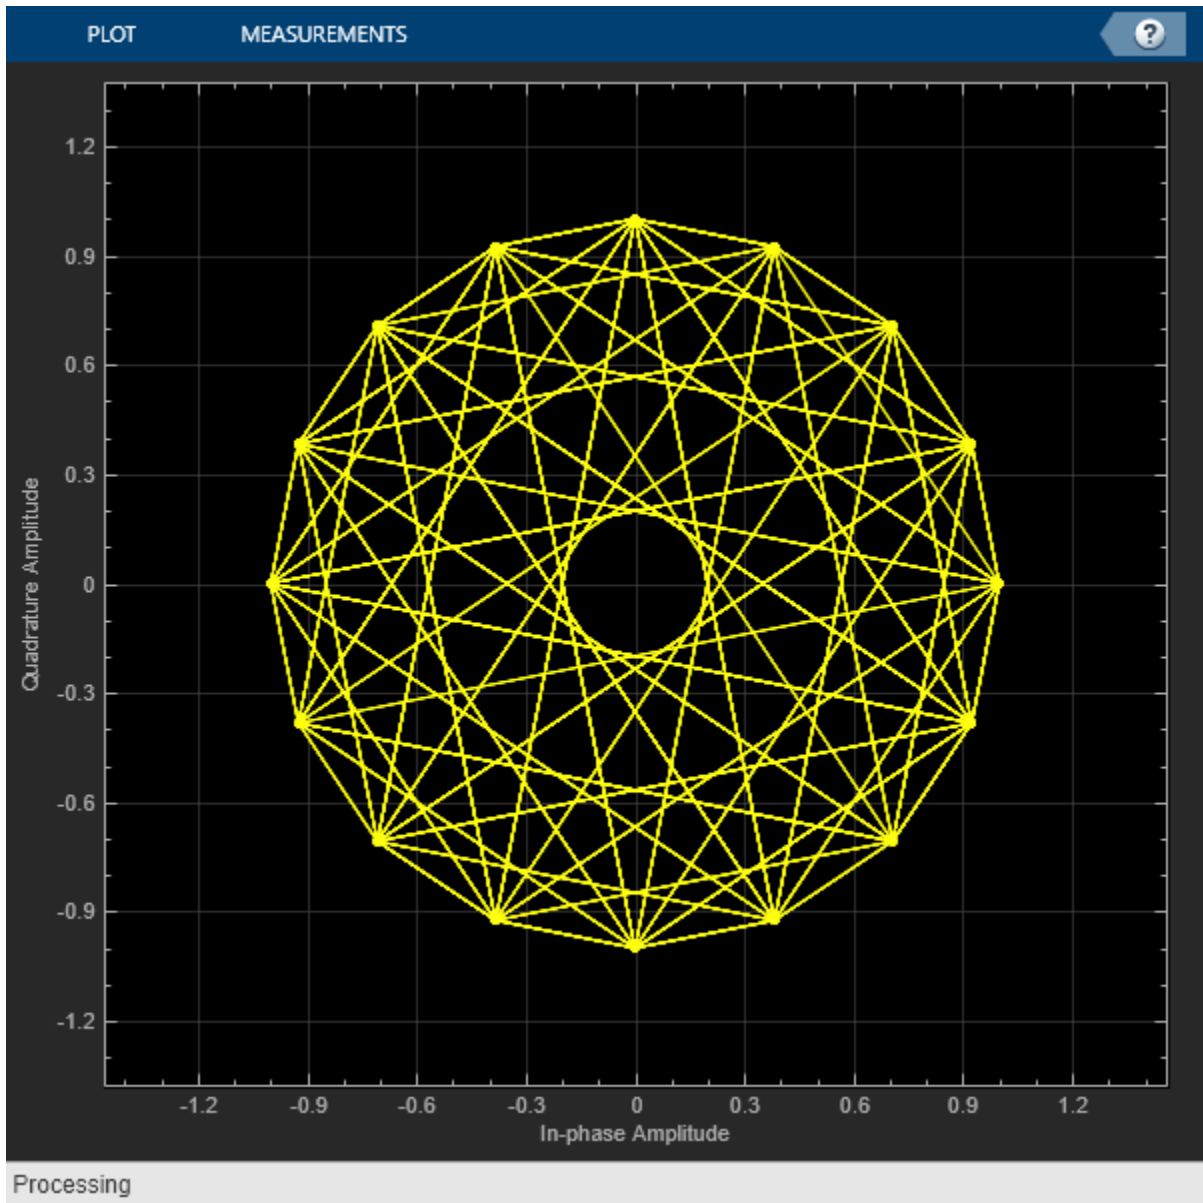 PLOT MEASUREMENTS ?
1.2
0.9
0.6
0.3
0
-0.3
-0.6
-0.9
-1.2
Quadrature Amplitude
-1.2 -0.9 -0.6 -0.3 0 0.3 0.6 0.9 1.2
In-phase Amplitude
Processing